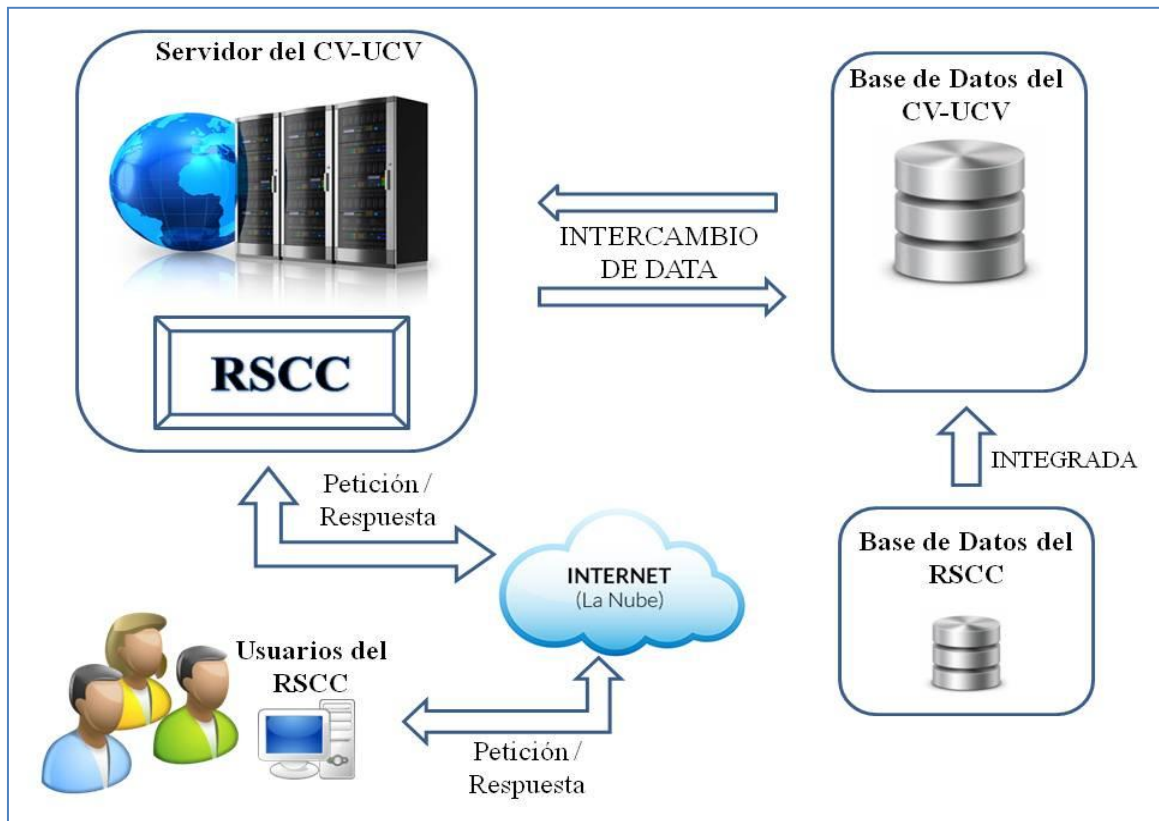 Servidor del CV-UCV
RSCC
Base de Datos del
CV-UCV
INTERCAMBIO
DE DATA
INTEGRADA
Base de Datos del
RSCC
Petición /
Respuesta
INTERNET
(La Nube)
Usuarios del
RSCC
Petición /
Respuesta